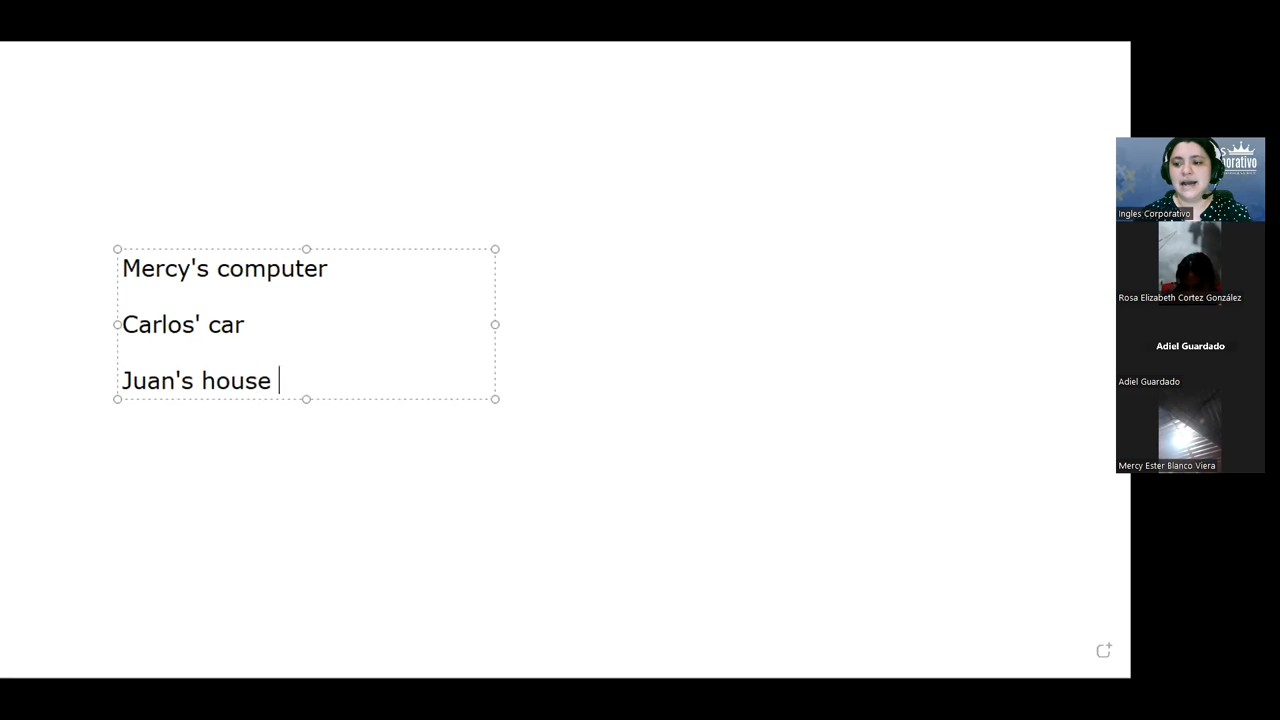 Mercy's computer
Carlos' car
Juan's house
orativo
Ingles Corporativo
Rosa Elizabeth Cortez González
Adiel Guardado
Adiel Guardado
Mercy Ester Blanco Viera